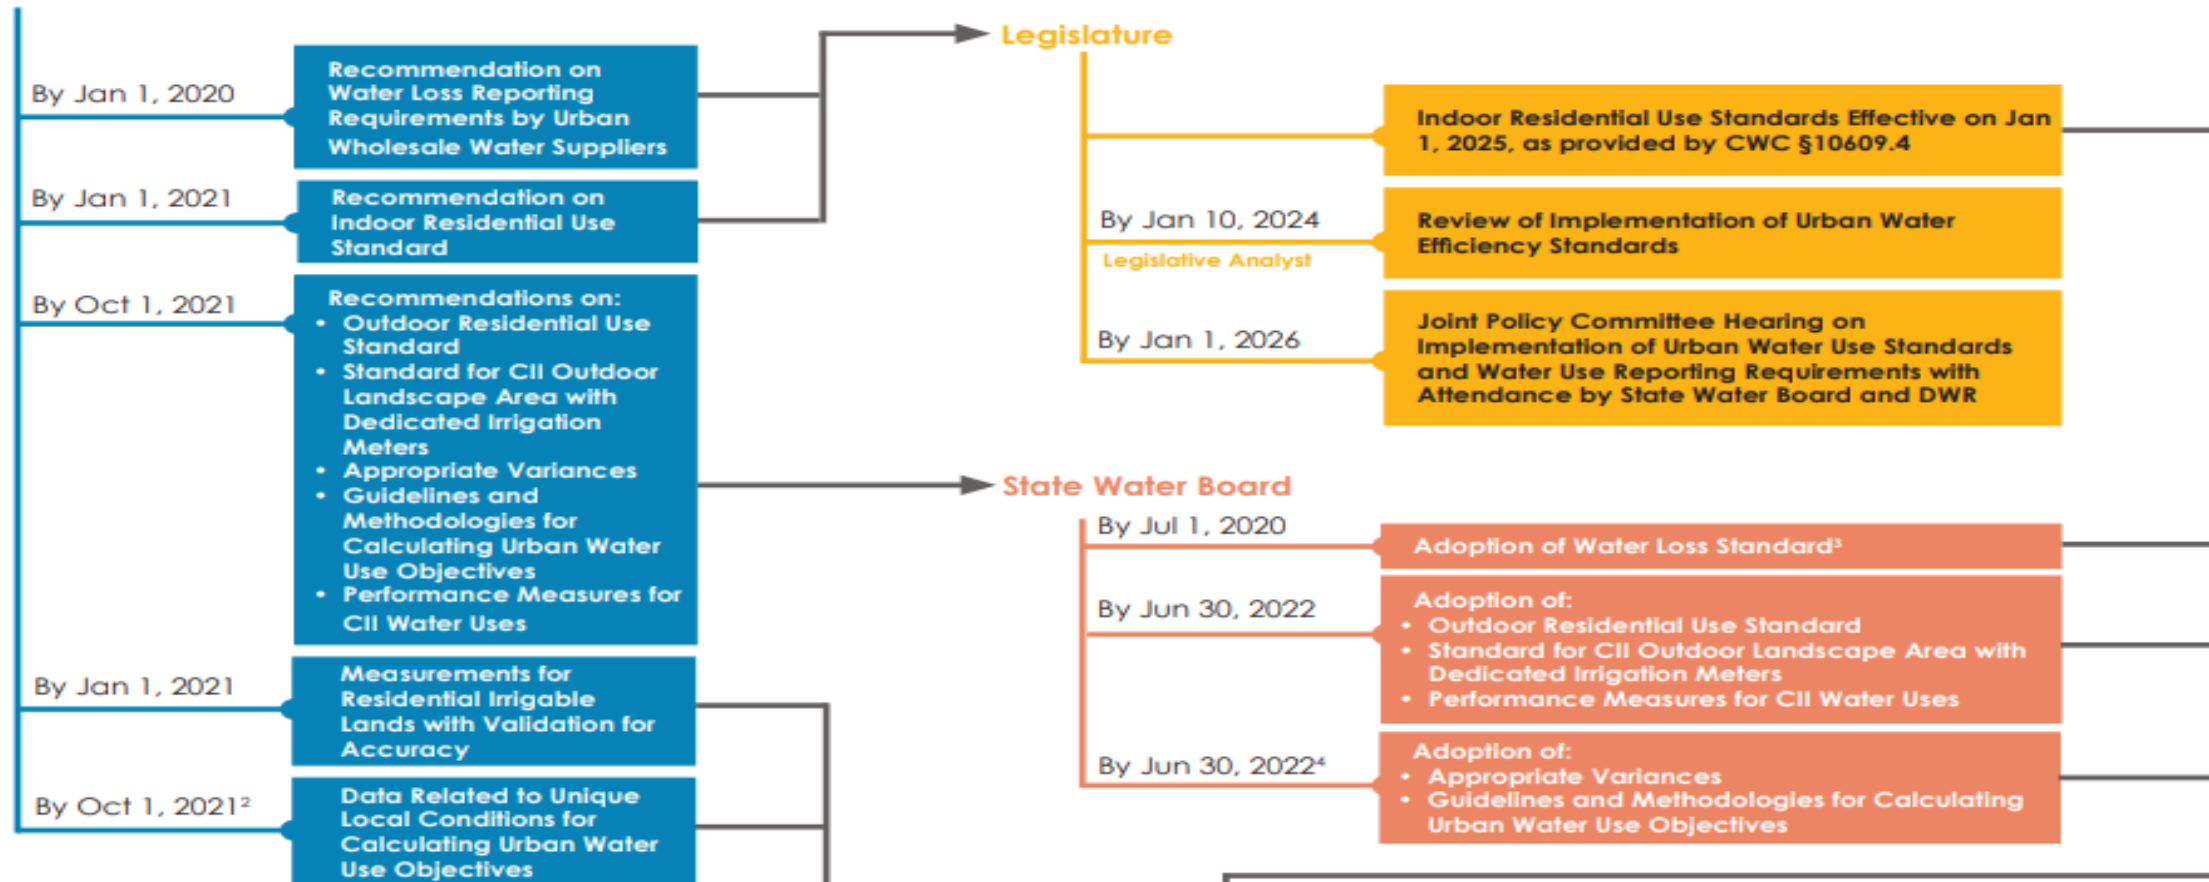 By Jan 1, 2020
Recommendation on
Water Loss Reporting
Requirements by Urban
Wholesale Water Suppliers
By Jan 1, 2021
Recommendation on
Indoor Residential Use
Standard
By Oct 1, 2021
Recommendations on:
• Outdoor Residential Use
Standard
• Standard for CII Outdoor
Landscape Area with
Dedicated Irrigation
Meters
• Appropriate Variances
• Guidelines and
Methodologies for
Calculating Urban Water
Use Objectives
• Performance Measures for
CII Water Uses
By Jan 1, 2021
Measurements for
Residential Irrigable
Lands with Validation for
Accuracy
By Oct 1, 2021²
Data Related to Unique
Local Conditions for
Calculating Urban Water
Use Objectives
Legislature
Indoor Residential Use Standards Effective on Jan
1, 2025, as provided by CWC §10609.4
By Jan 10, 2024
Legislative Analyst
Review of Implementation of Urban Water
Efficiency Standards
By Jan 1, 2026
Joint Policy Committee Hearing on
Implementation of Urban Water Use Standards
and Water Use Reporting Requirements with
Attendance by State Water Board and DWR
State Water Board
By Jul 1, 2020
Adoption of Water Loss Standard³
By Jun 30, 2022
Adoption of:
• Outdoor Residential Use Standard
• Standard for CII Outdoor Landscape Area with
Dedicated Irrigation Meters
• Performance Measures for CII Water Uses
By Jun 30, 2022⁴
Adoption of:
• Appropriate Variances
• Guidelines and Methodologies for Calculating
Urban Water Use Objectives